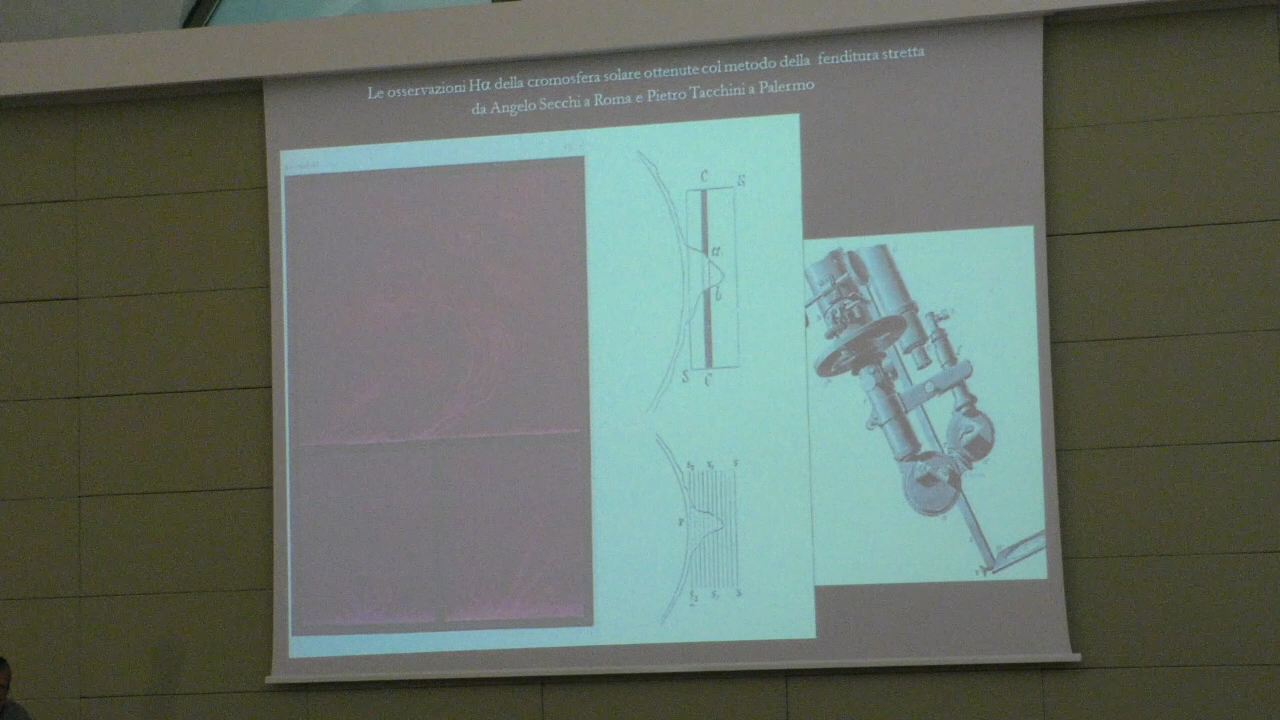 Le osservazioni Hα della cromosfera solare ottenute col metodo della fenditura stretta
da Angelo Secchi a Roma e Pietro Tacchini a Palermo
C
S
a
b
S
C